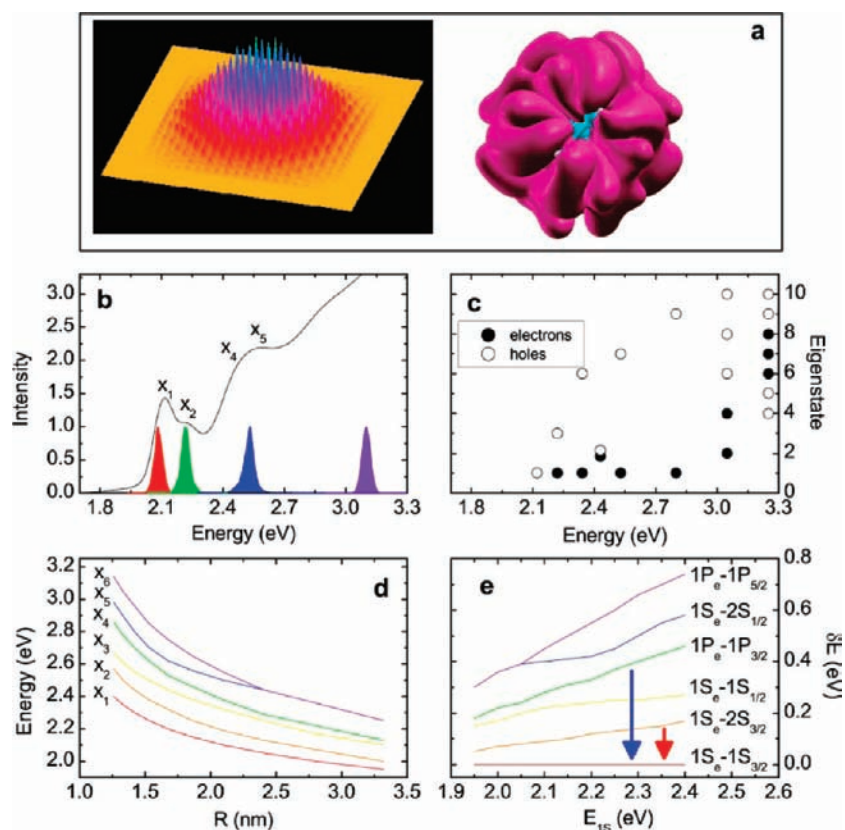 a
b
3.0
2.5
2.0
1.5
1.0
0.5
0.0
Intensity
X1
X2
X4
X5
1.8 2.1 2.4 2.7 3.0 3.3
Energy (eV)
c
electrons
holes
10
8
6
4
2
0
Eigenstate
1.8 2.1 2.4 2.7 3.0 3.3
Energy (eV)
d
3.2
3.0
2.8
2.6
2.4
2.2
2.0
Energy (eV)
X6
X5
X4
X3
X2
X1
1.0 1.5 2.0 2.5 3.0 3.5
R (nm)
e
1Pe-1P5/2
1Se-2S1/2
1Pe-1P3/2
1Se-1S1/2
1Se-2S3/2
1Se-1S3/2
0.8
0.6
0.4
0.2
0.0
δE (eV)
1.9 2.0 2.1 2.2 2.3 2.4 2.5 2.6
E1S (eV)